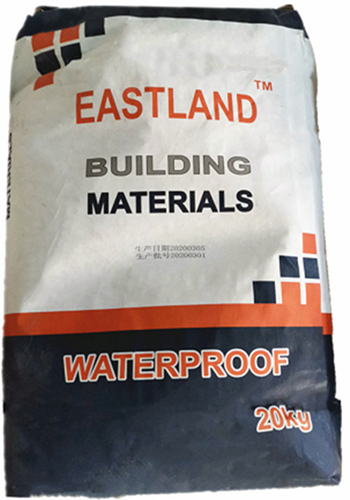 EASTLAND™
BUILDING
MATERIALS
生产日期20200305
生产批号20200301
WATERPROOF
20kg
MATERIALS